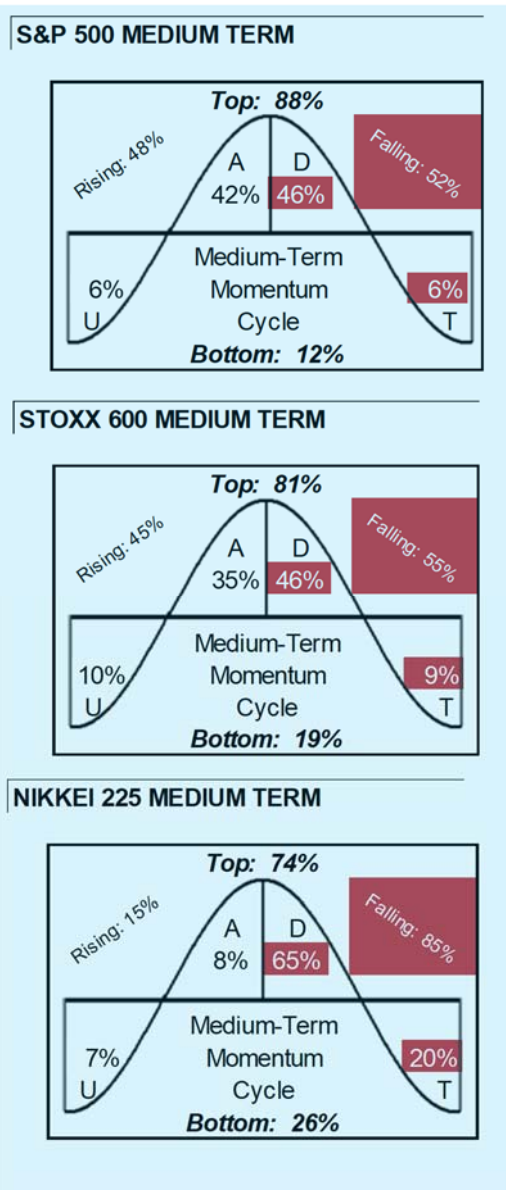 S&P 500 MEDIUM TERM
Top: 88%
Rising: 48%
Falling: 52%
A D
42% 46%
Medium-Term
6% Momentum 6%
U Cycle T
Bottom: 12%
STOXX 600 MEDIUM TERM
Top: 81%
Rising: 45%
Falling: 55%
A D
35% 46%
Medium-Term
10% Momentum 9%
U Cycle T
Bottom: 19%
NIKKEI 225 MEDIUM TERM
Top: 74%
Rising: 15%
Falling: 85%
A D
8% 65%
Medium-Term
7% Momentum 20%
U Cycle T
Bottom: 26%